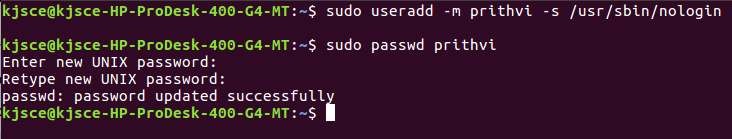 kjsce@kjsce-HP-ProDesk-400-G4-MT:~$ sudo useradd -m prithvi -s /usr/sbin/nologin
kjsce@kjsce-HP-ProDesk-400-G4-MT:~$ sudo passwd prithvi
Enter new UNIX password:
Retype new UNIX password:
passwd: password updated successfully
kjsce@kjsce-HP-ProDesk-400-G4-MT:~$